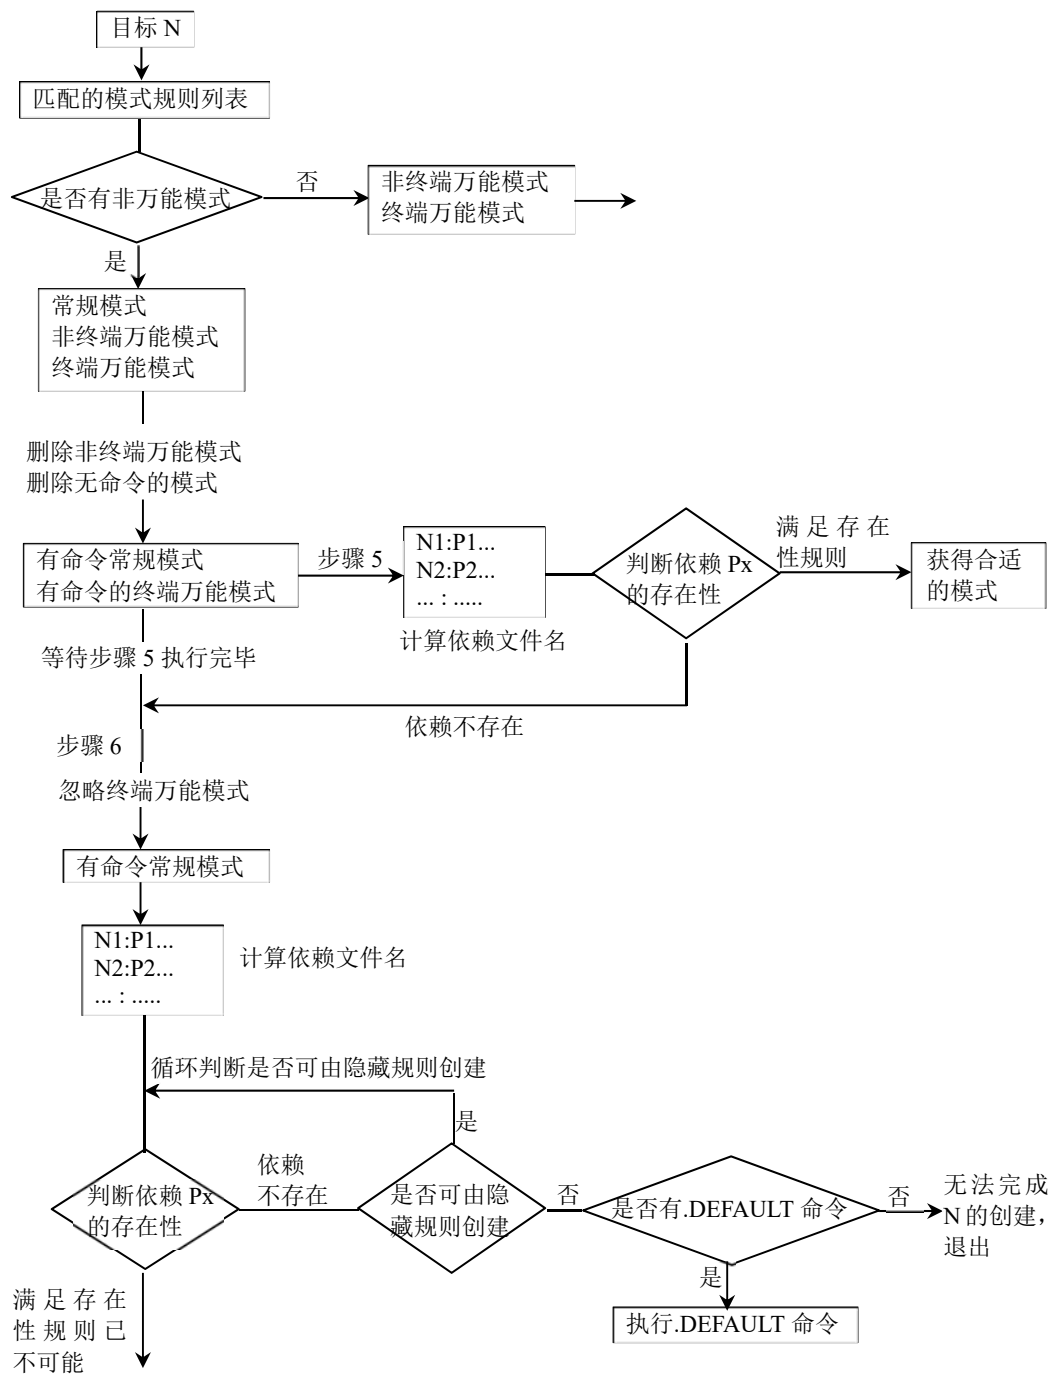 目标 N
匹配的模式规则列表
是否有非万能模式
否
非终端万能模式
终端万能模式
是
常规模式
非终端万能模式
终端万能模式
删除非终端万能模式
删除无命令的模式
有命令常规模式
有命令的终端万能模式
步骤 5
N1:P1...
N2:P2...
... : .....
计算依赖文件名
判断依赖 Px
的存在性
满 足 存 在
性规则
获得合适
的模式
等待步骤 5 执行完毕
依赖不存在
步骤 6
忽略终端万能模式
有命令常规模式
N1:P1...
N2:P2...
... : .....
计算依赖文件名
循环判断是否可由隐藏规则创建
是
判断依赖 Px
的存在性
依赖
不存在
是否可由隐
藏规则创建
否
是否有.DEFAULT 命令
否
无法完成
N 的创建，
退出
是
执行.DEFAULT 命令
满 足 存 在
性 规 则 已
不可能